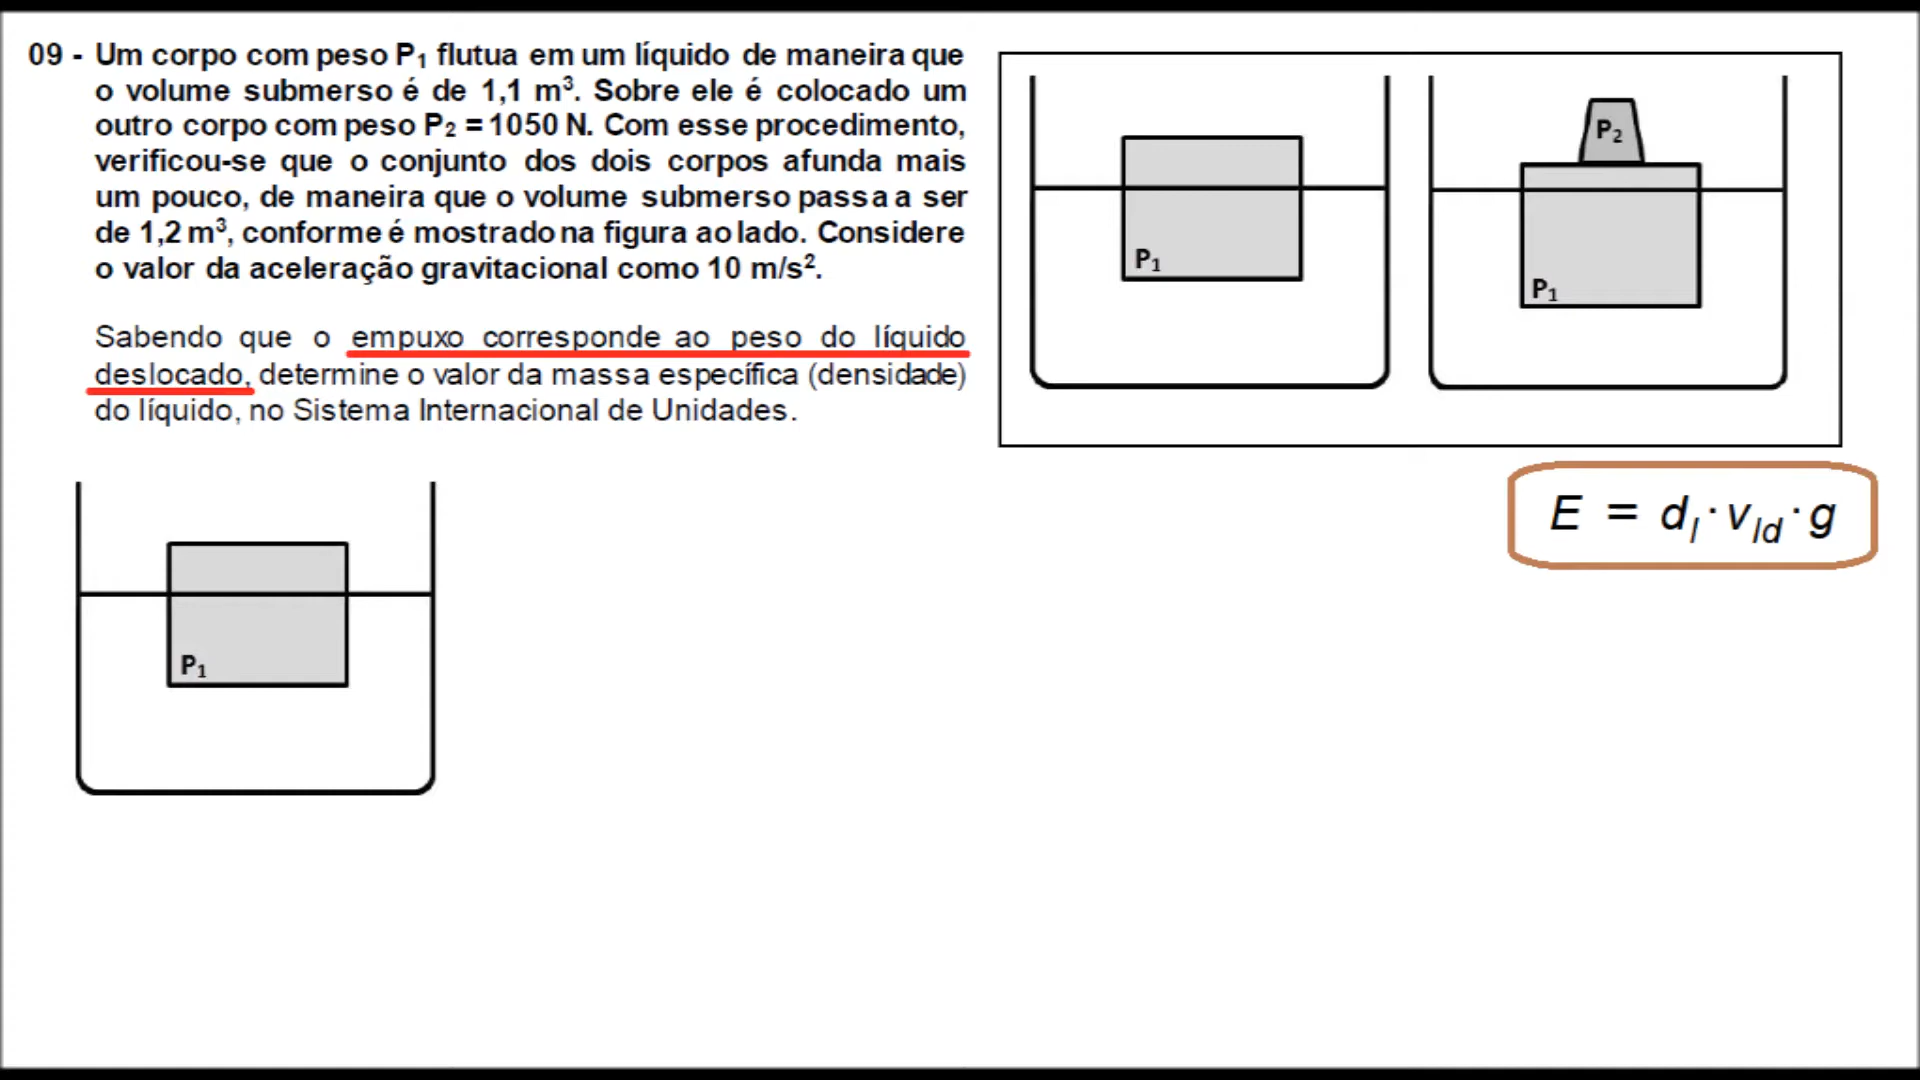 09 - Um corpo com peso P₁ flutua em um líquido de maneira que
o volume submerso é de 1,1 m³. Sobre ele é colocado um
outro corpo com peso P₂ = 1050 N. Com esse procedimento,
verificou-se que o conjunto dos dois corpos afunda mais
um pouco, de maneira que o volume submerso passa a ser
de 1,2 m³, conforme é mostrado na figura ao lado. Considere
o valor da aceleração gravitacional como 10 m/s².
Sabendo que o empuxo corresponde ao peso do líquido
deslocado, determine o valor da massa específica (densidade)
do líquido, no Sistema Internacional de Unidades.
P₁
P₂
P₁
E = d_l · v_ld · g
P₁